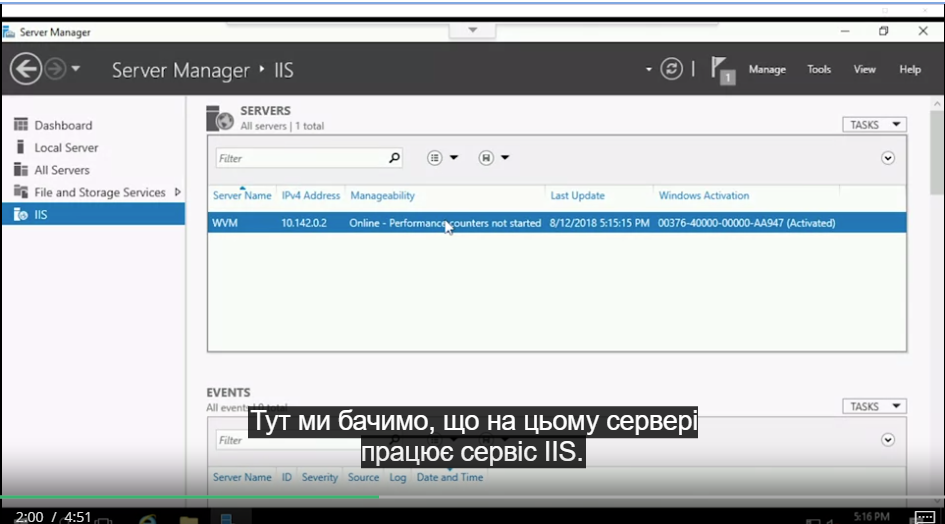 Server Manager
Server Manager • IIS
1
Manage Tools View Help
Dashboard
Local Server
All Servers
File and Storage Services
IIS
SERVERS
All servers | 1 total
TASKS
Filter
Server Name IPv4 Address Manageability Last Update Windows Activation
WVM 10.142.0.2 Online - Performance counters not started 8/12/2018 5:15:15 PM 00376-40000-00000-AA947 (Activated)
EVENTS
All events | 0 total
TASKS
Filter
Тут ми бачимо, що на цьому сервері
працює сервіс IIS.
Server Name ID Severity Source Log Date and Time
2:00 / 4:51
5:16 PM